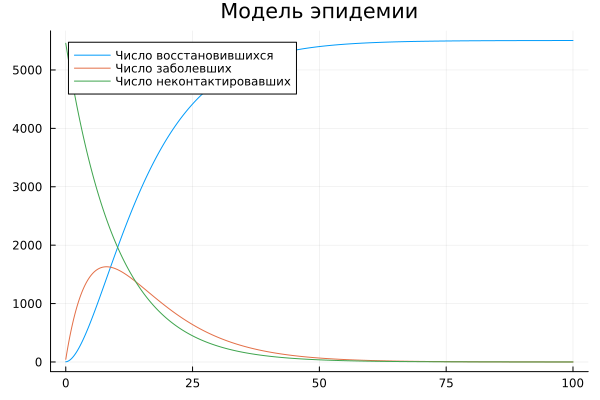 Модель эпидемии
Число восстановившихся
Число заболевших
Число неконтактировавших
5000
4000
3000
2000
1000
0
0 25 50 75 100